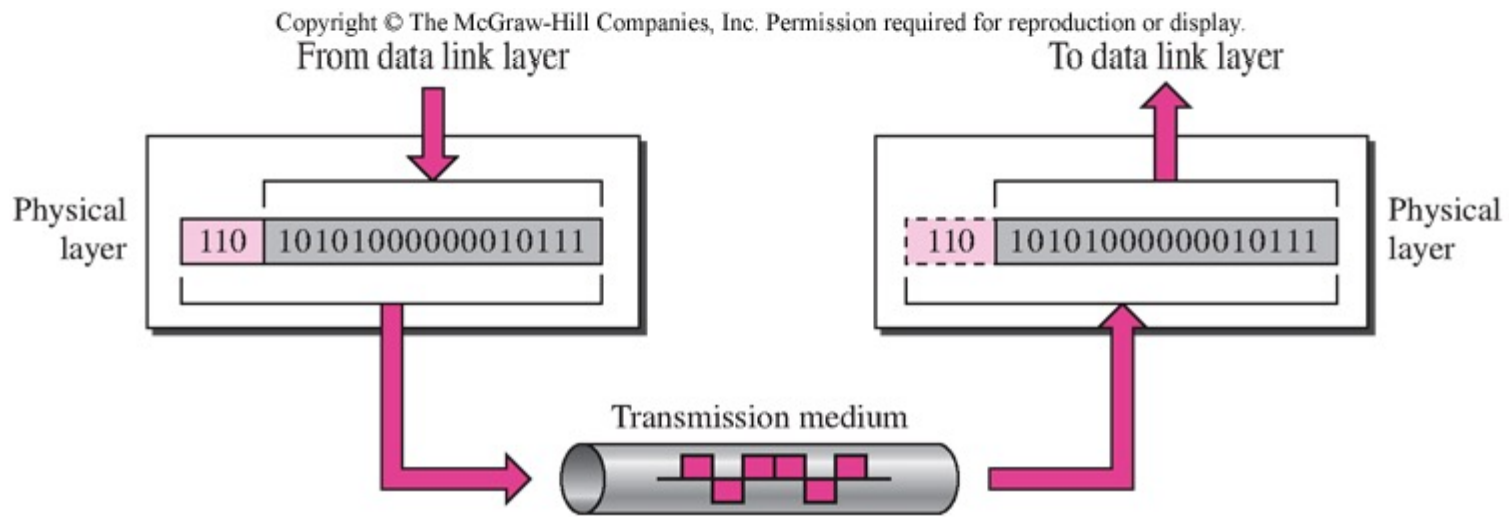 Copyright © The McGraw-Hill Companies, Inc. Permission required for reproduction or display.
From data link layer
To data link layer
Physical
layer
110 10101000000010111
110 10101000000010111
Physical
layer
Transmission medium